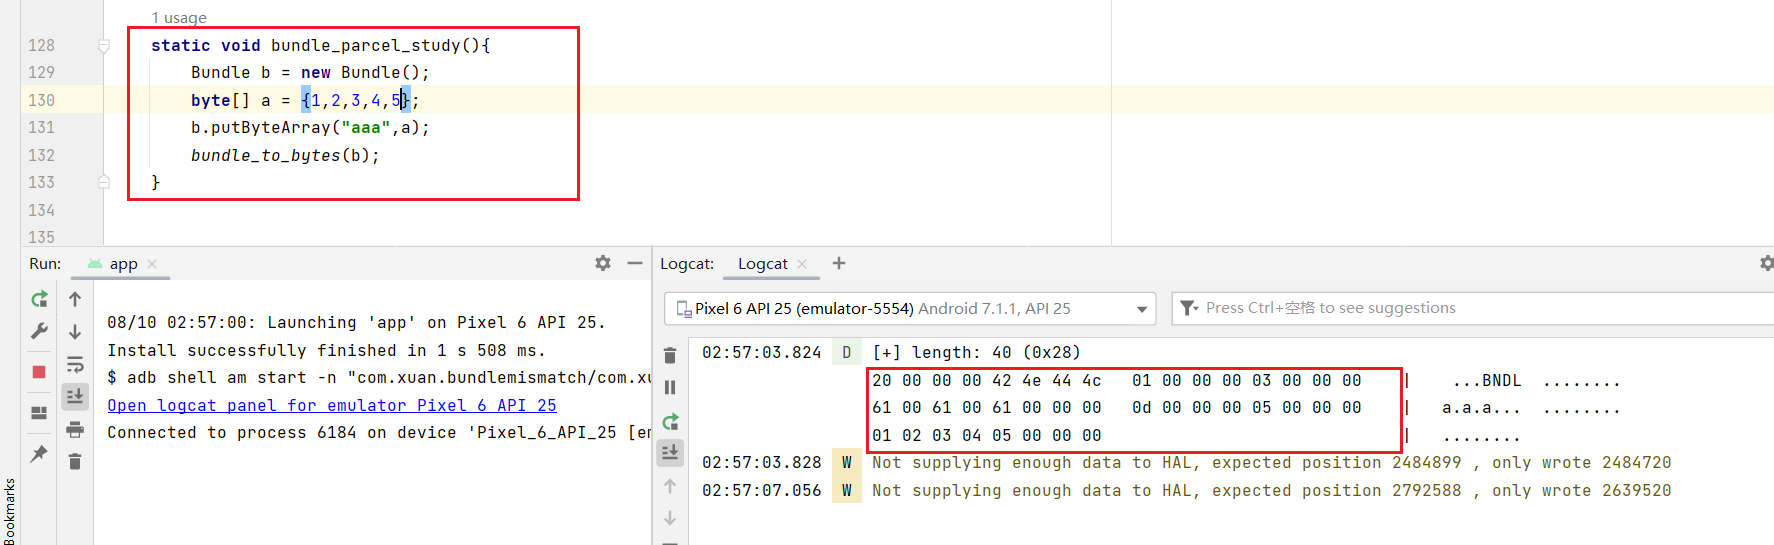 1 usage
128 static void bundle_parcel_study(){
129 Bundle b = new Bundle();
130 byte[] a = {1,2,3,4,5};
131 b.putByteArray("aaa",a);
132 bundle_to_bytes(b);
133 }
134
135
Run: app
08/10 02:57:00: Launching 'app' on Pixel 6 API 25.
Install successfully finished in 1 s 508 ms.
$ adb shell am start -n "com.xuan.bundlemismatch/com.xu
Open logcat panel for emulator Pixel 6 API 25
Connected to process 6184 on device 'Pixel_6_API_25 [em
Bookmarks
Logcat: Logcat
Pixel 6 API 25 (emulator-5554) Android 7.1.1, API 25
Press Ctrl+空格 to see suggestions
02:57:03.824 D [+] length: 40 (0x28)
20 00 00 00 42 4e 44 4c 01 00 00 00 03 00 00 00 | ...BNDL ........
61 00 61 00 61 00 00 00 0d 00 00 00 05 00 00 00 | a.a.a... ........
01 02 03 04 05 00 00 00 | ........
02:57:03.828 W Not supplying enough data to HAL, expected position 2484899 , only wrote 2484720
02:57:07.056 W Not supplying enough data to HAL, expected position 2792588 , only wrote 2639520